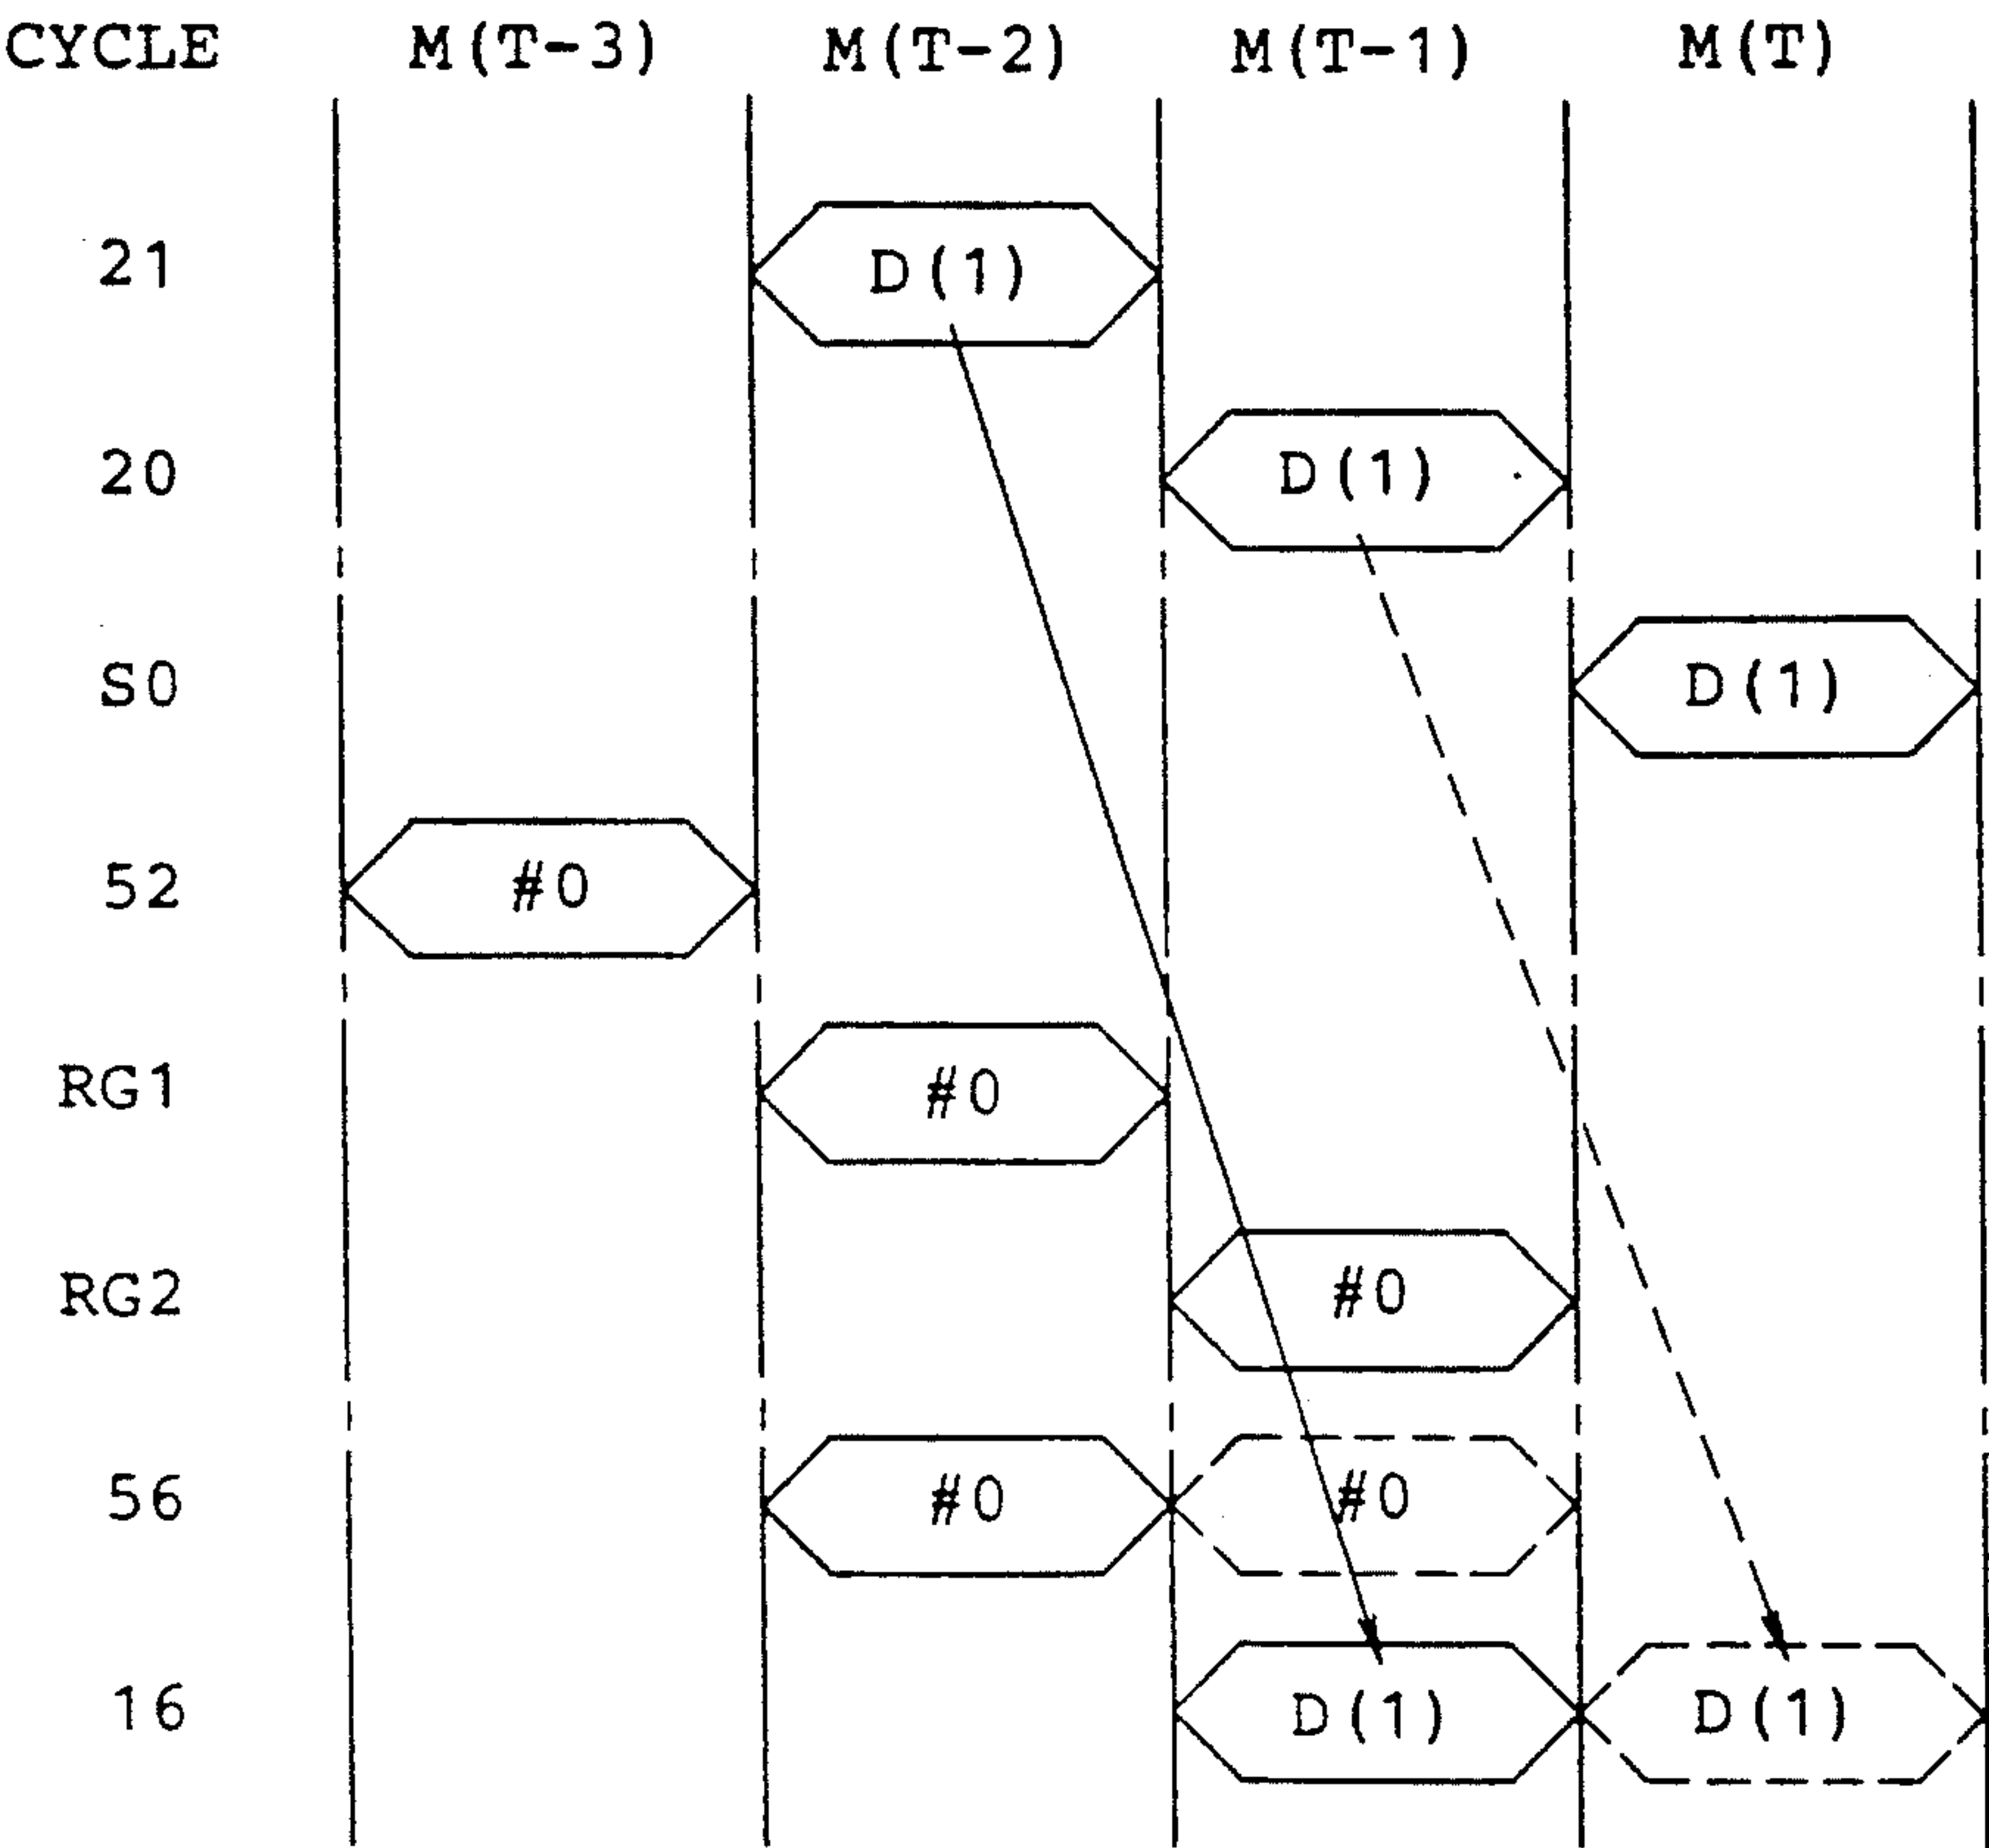 CYCLE M(T-3) M(T-2) M(T-1) M(T)
21 D(1)
20 D(1)
S0 D(1)
52 #0
RG1 #0
RG2 #0
56 #0 #0
16 D(1) D(1)